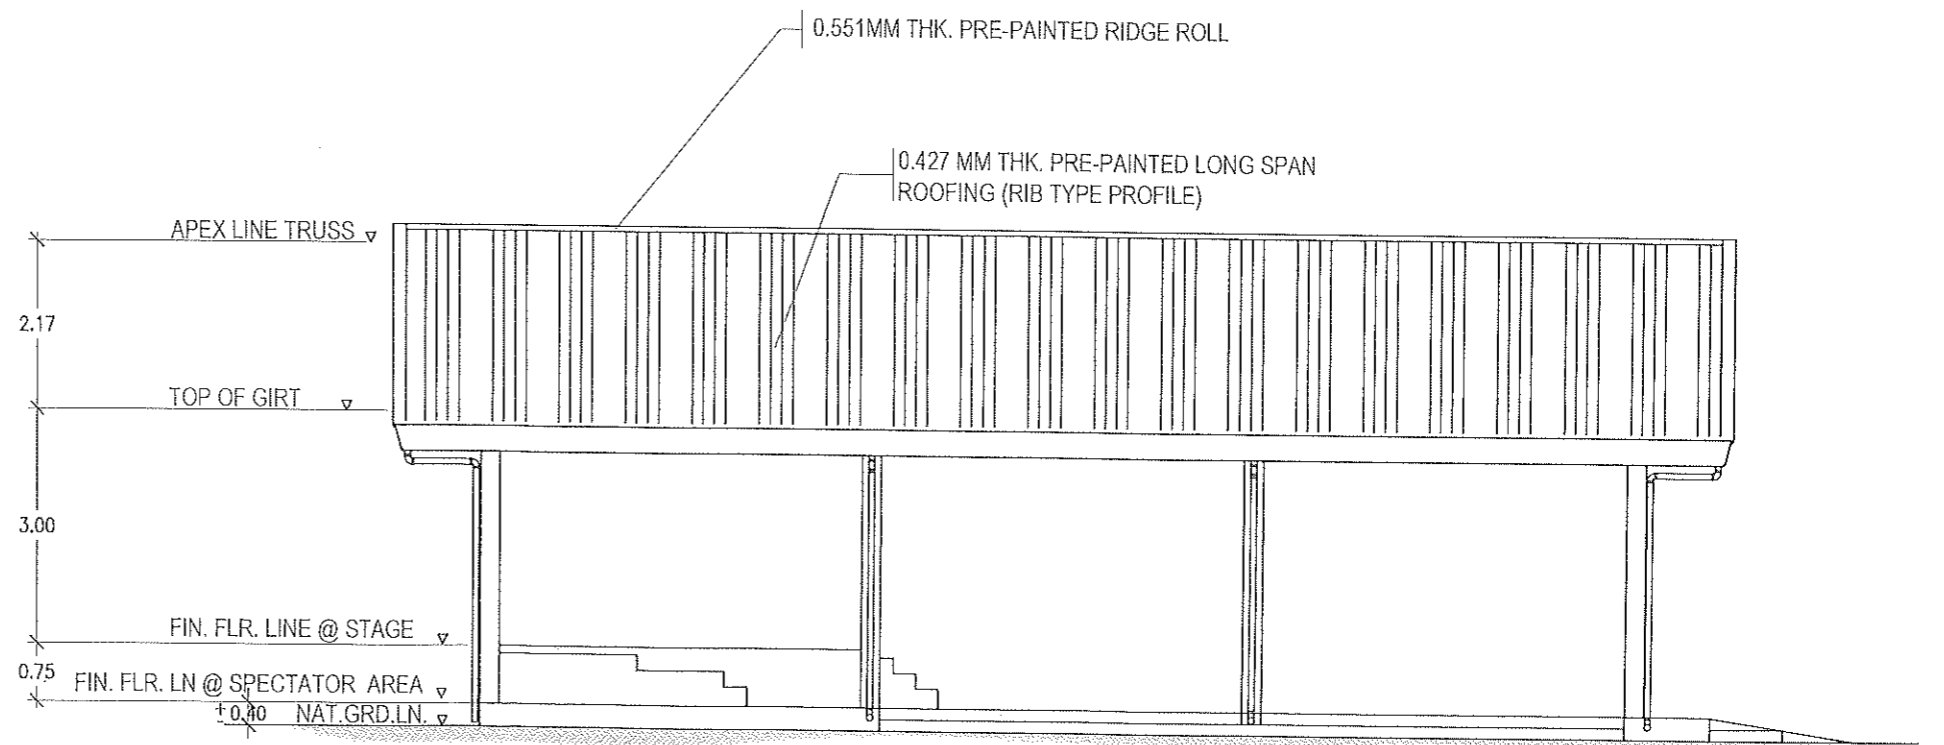 0.551MM THK. PRE-PAINTED RIDGE ROLL
0.427 MM THK. PRE-PAINTED LONG SPAN
ROOFING (RIB TYPE PROFILE)
APEX LINE TRUSS
2.17
TOP OF GIRT
3.00
FIN. FLR. LINE @ STAGE
0.75
FIN. FLR. LN @ SPECTATOR AREA
±0.40
NAT.GRD.LN.